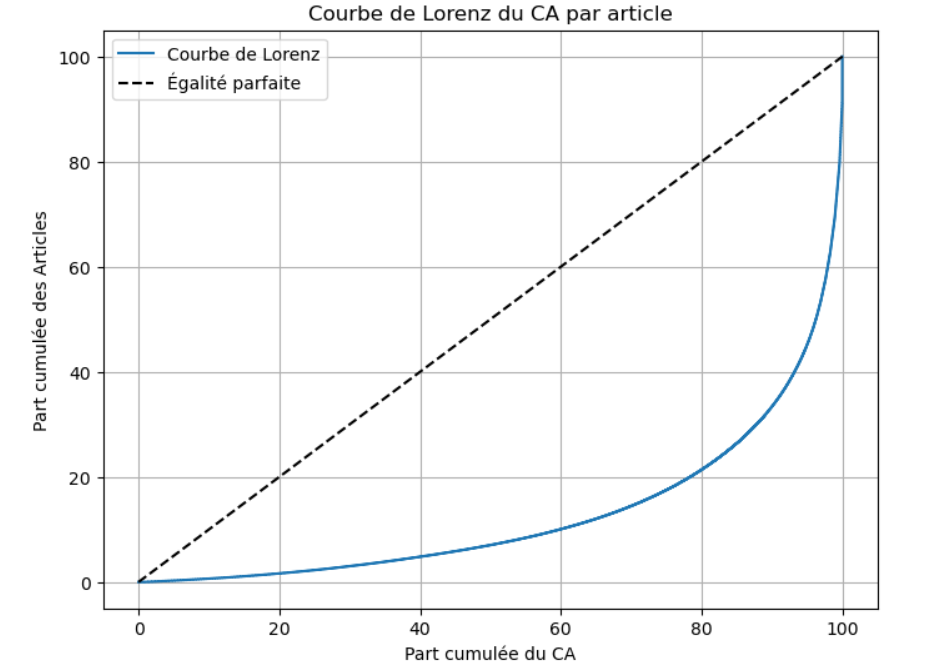 Courbe de Lorenz du CA par article
Courbe de Lorenz
Égalité parfaite
Part cumulée des Articles
100
80
60
40
20
0
0 20 40 60 80 100
Part cumulée du CA